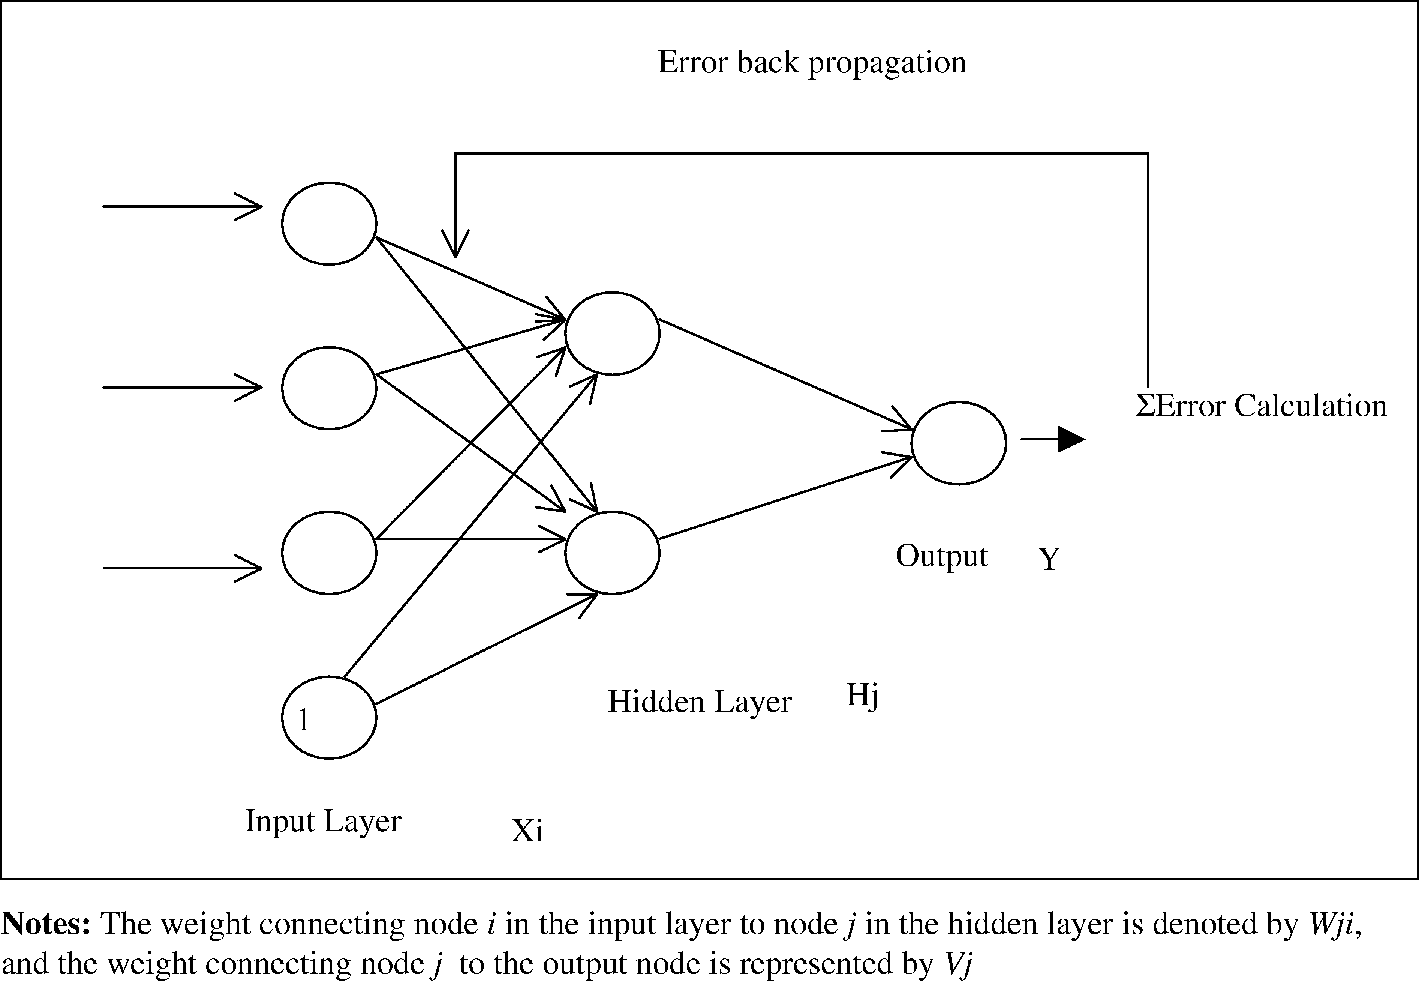 Error back propagation
ΣError Calculation
Output Y
Hidden Layer Hj
1
Input Layer Xi
Notes: The weight connecting node i in the input layer to node j in the hidden layer is denoted by Wji,
and the weight connecting node j to the output node is represented by Vj